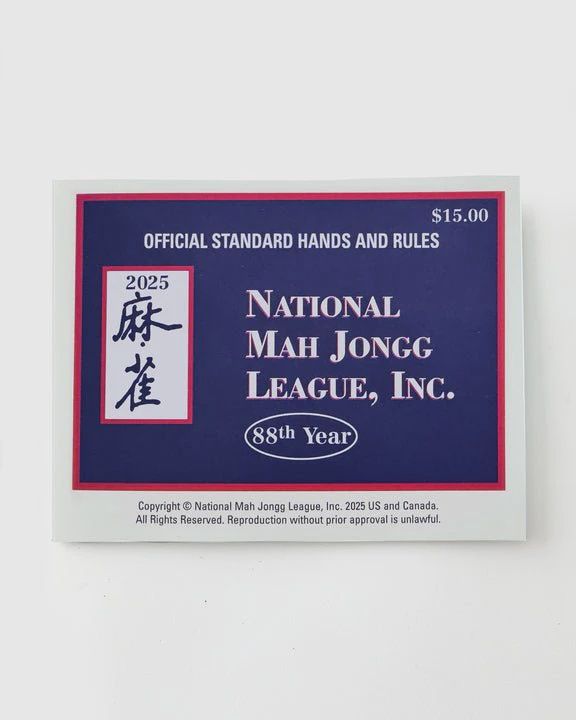 $15.00
OFFICIAL STANDARD HANDS AND RULES
2025
麻
雀
NATIONAL
MAH JONGG
LEAGUE, INC.
88th Year
Copyright © National Mah Jongg League, Inc. 2025 US and Canada.
All Rights Reserved. Reproduction without prior approval is unlawful.